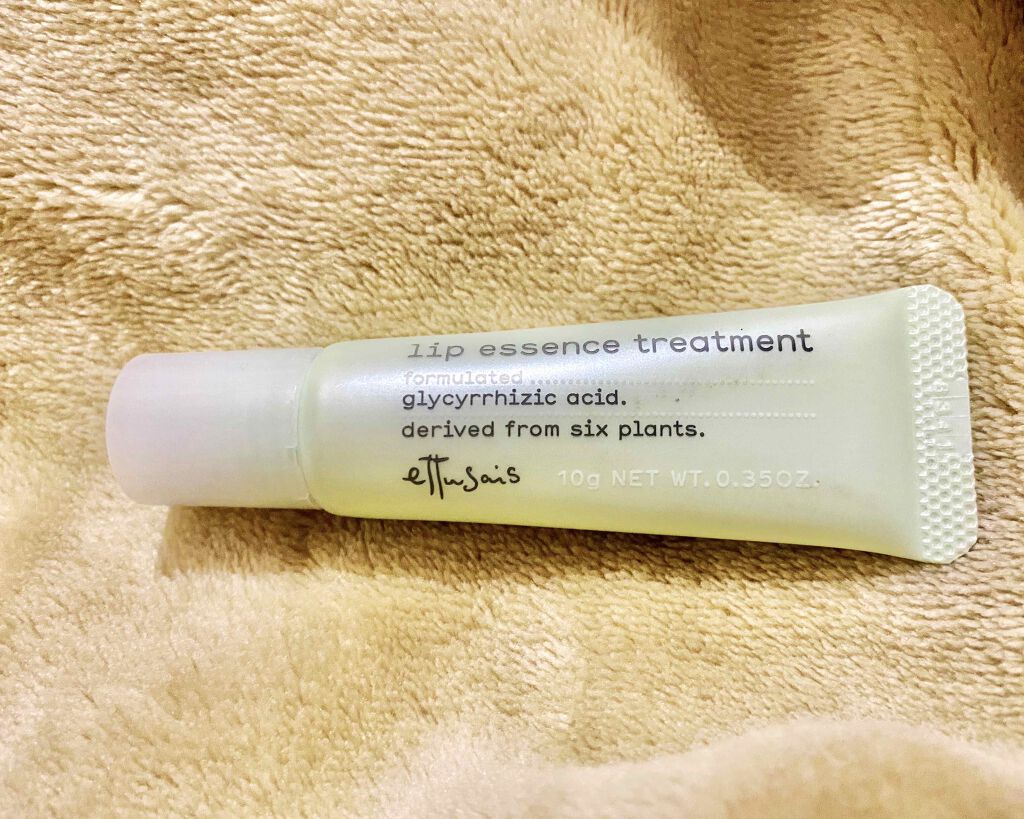 lip essence treatment
formulated
glycyrrhizic acid.
derived from six plants.
ettusais 10g NET WT. 0.35OZ.